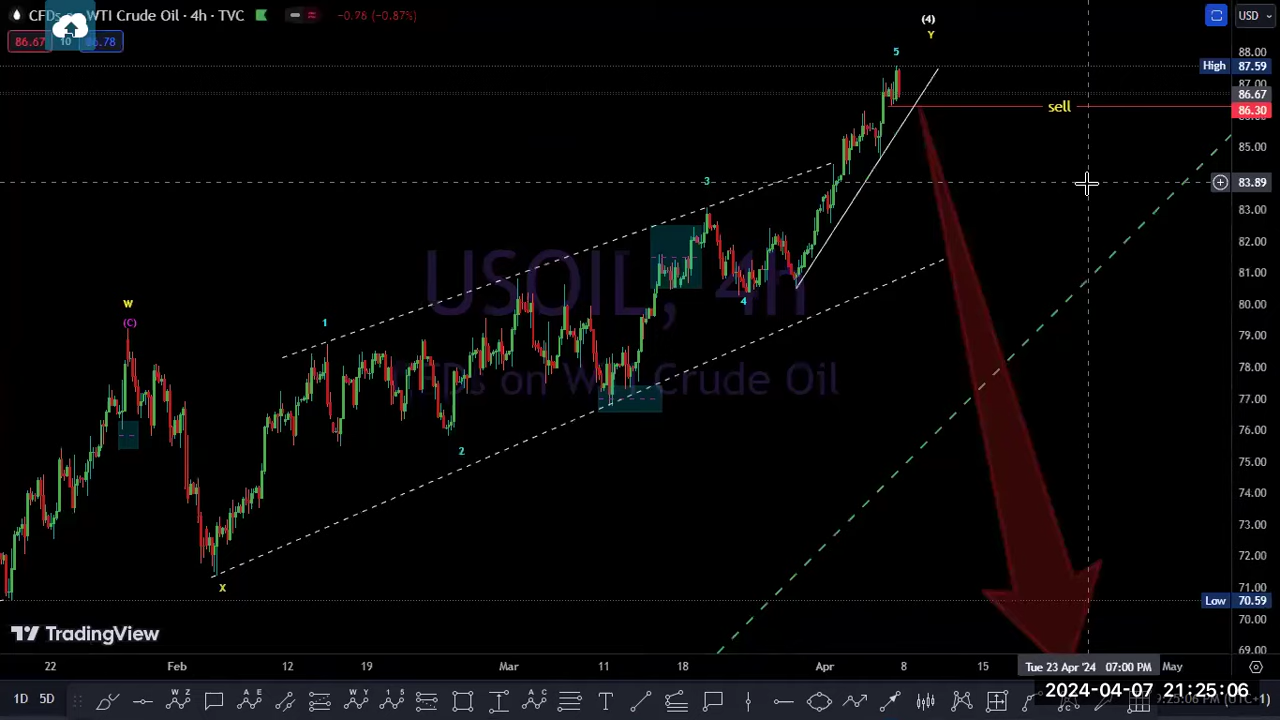 CFDs on WTI Crude Oil · 4h · TVC
-0.76 (-0.87%)
USD
86.67
10
86.78
(4)
Y
5
88.00
High 87.59
87.00
86.67
sell
86.30
85.00
83.89
3
83.00
82.00
USOIL, 4h
81.00
4
W
80.00
(C)
1
79.00
CFDs on WTI Crude Oil
78.00
77.00
76.00
2
75.00
74.00
73.00
72.00
X
71.00
Low 70.59
70.00
TradingView
69.00
22
Feb
12
19
Mar
11
18
Apr
8
15
Tue 23 Apr '24 07:00 PM
May
1D 5D
W Z
A E
W Y
1 5
A C
2024-04-07 21:25:06